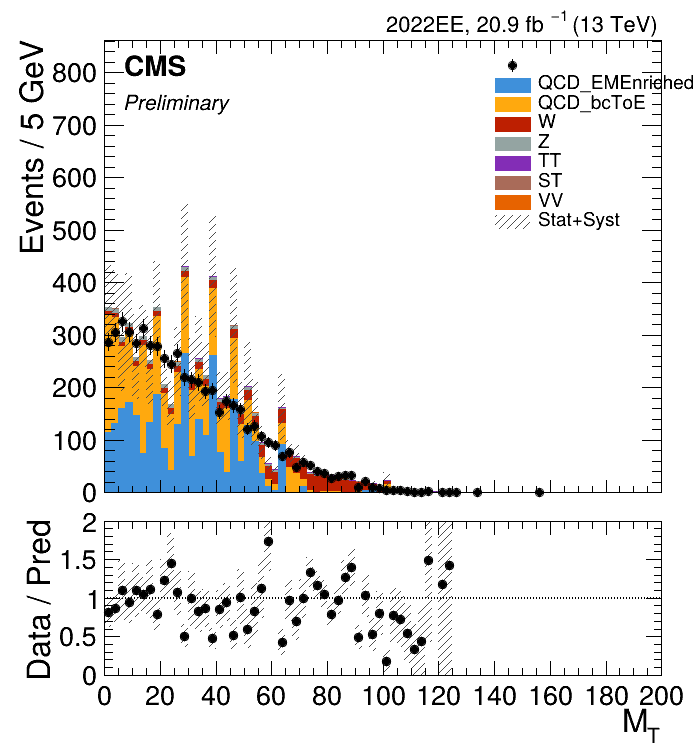 2022EE, 20.9 fb⁻¹ (13 TeV)
CMS
Preliminary
QCD_EMEnriched
QCD_bcToE
W
Z
TT
ST
VV
Stat+Syst
Events / 5 GeV
800
700
600
500
400
300
200
100
0
Data / Pred
2
1.5
1
0.5
0
0 20 40 60 80 100 120 140 160 180 200
M_T